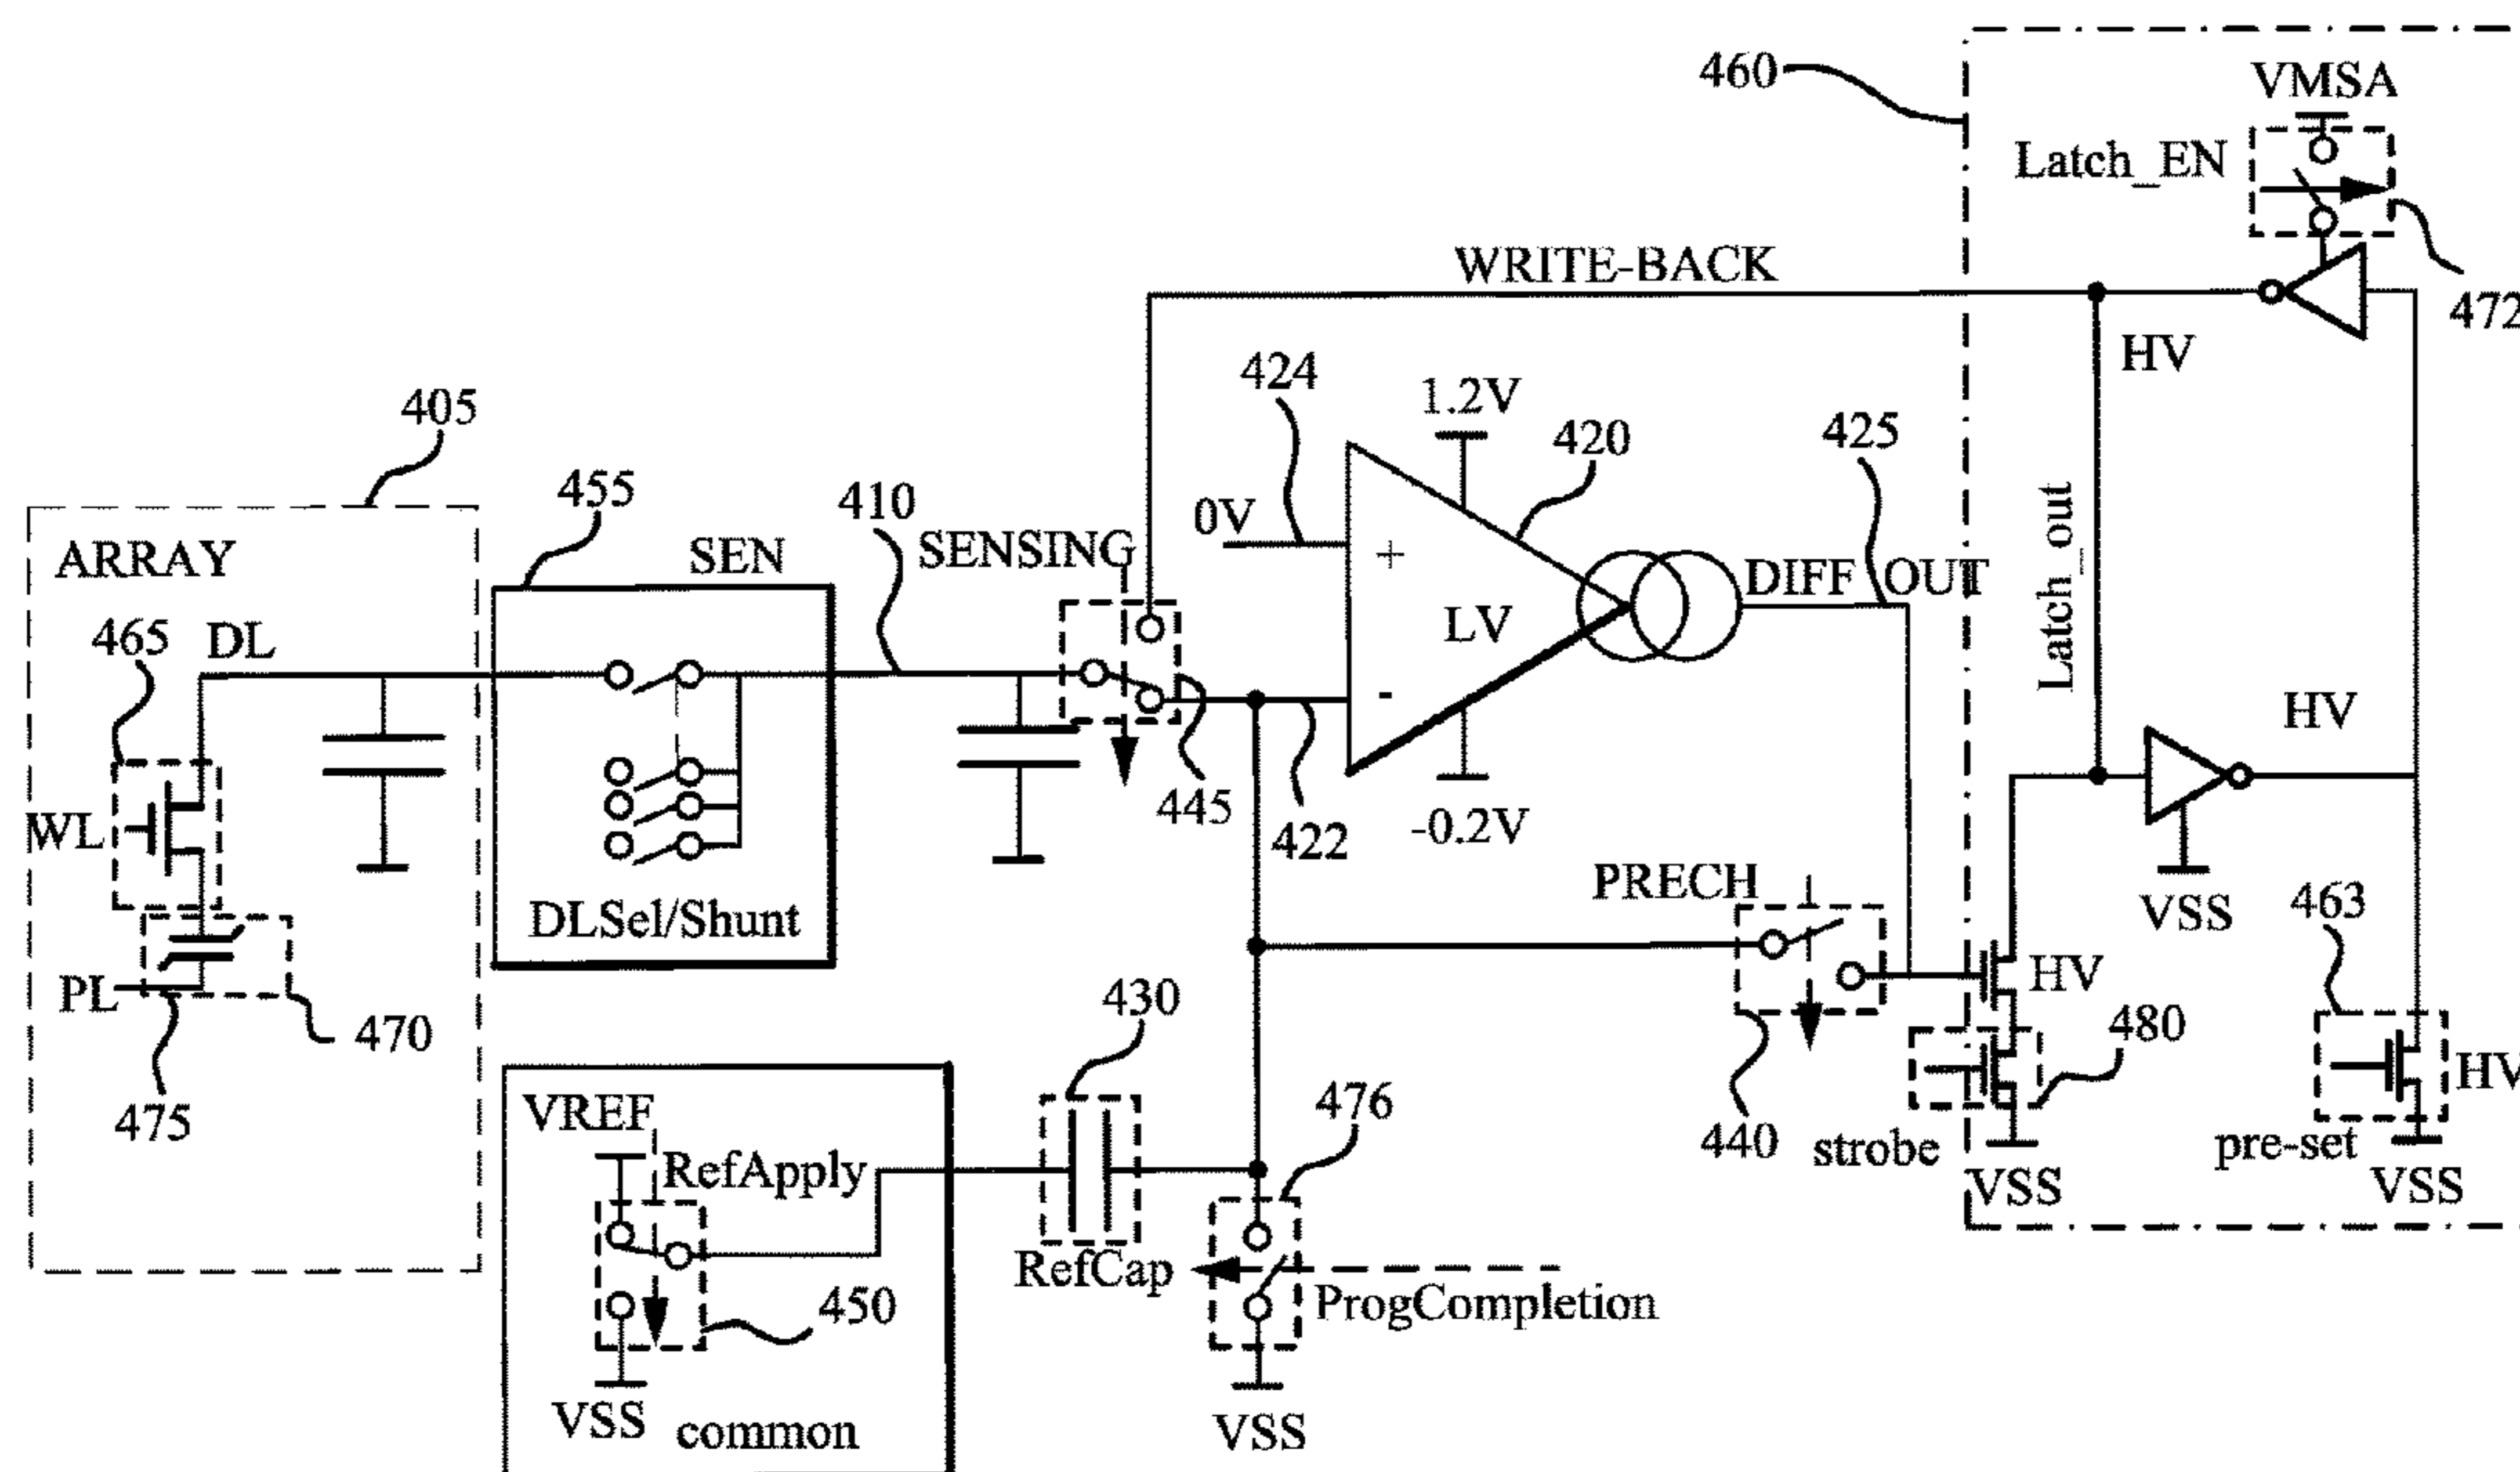 460
VMSA
Latch_EN
472
WRITE-BACK
HV
424
1.2V
420
425
405
455
410
0V
SENSING
+
DIFF_OUT
Latch_out
ARRAY
SEN
LV
465
DL
-
HV
445
422
-0.2V
WL
PRECH
VSS
463
DLSel/Shunt
PL
470
430
HV
480
475
VREF
476
440
strobe
HV
RefApply
pre-set
VSS
VSS
RefCap
ProgCompletion
450
VSS
common
VSS